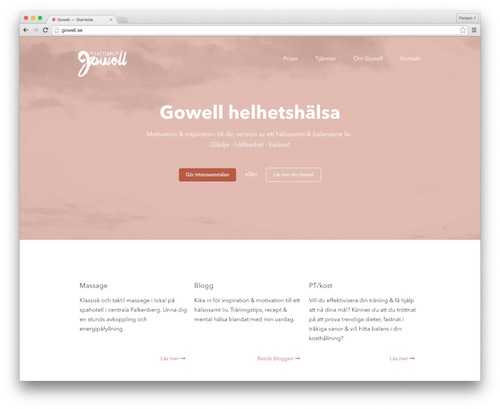 Gowell — Startsida
Person 1
gowell.se
HELHETSHÄLSA
Gowell
Priser
Tjänster
Om Gowell
Kontakt
Gowell helhetshälsa
Motivation & inspiration till din version av ett hälsosamt & balanserat liv.
Glädje - hållbarhet - balans!
Gör intresseanmälan
eller
Läs mer om Gowell
Massage
Klassisk och taktil massage i lokal på
spahotell i centrala Falkenberg. Unna dig
en stunds avkoppling och
energipåfyllning.
Läs mer
Blogg
Kika in för inspiration & motivation till ett
hälsosamt liv. Träningstips, recept &
mental hälsa blandat med min vardag.
Besök bloggen
PT/kost
Vill du effektivisera din träning & få hjälp
att nå dina mål? Känner du att du tröttnat
på att prova trendiga dieter, fastnat i
tråkiga vanor & vill hitta balans i din
kosthållning?
Läs mer